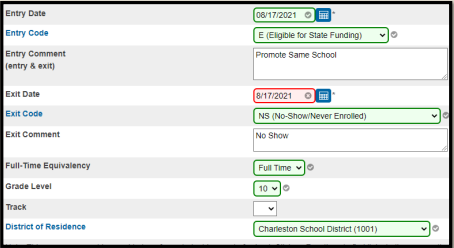 Entry Date 08/17/2021 *
Entry Code E (Eligible for State Funding)
Entry Comment Promote Same School
(entry & exit)
Exit Date 8/17/2021 *
Exit Code NS (No-Show/Never Enrolled)
Exit Comment No Show
Full-Time Equivalency Full Time
Grade Level 10
Track
District of Residence Charleston School District (1001)